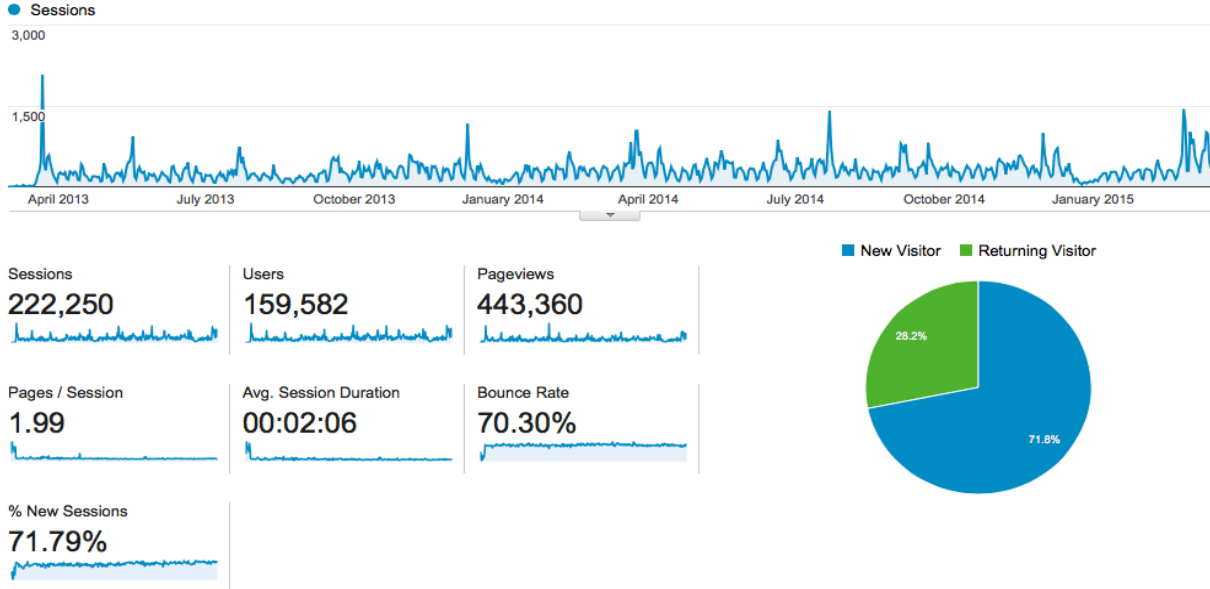 Sessions
3,000
1,500
April 2013 July 2013 October 2013 January 2014 April 2014 July 2014 October 2014 January 2015
New Visitor Returning Visitor
Sessions Users Pageviews
222,250 159,582 443,360
28.2%
Pages / Session Avg. Session Duration Bounce Rate
1.99 00:02:06 70.30%
71.8%
% New Sessions
71.79%